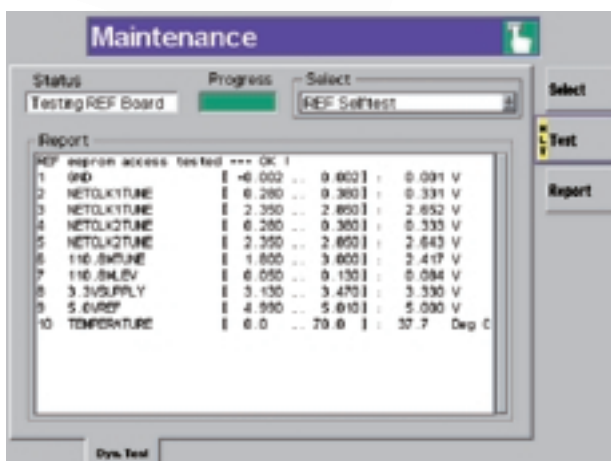 Maintenance
Status
Progress
Select
Testing REF Board
REF Selftest
Report
REF eeprom access tested --- OK !
1 GND [ -0.002 ... 0.002] : 0.001 V
2 NETCLK1TUNE [ 0.280 ... 0.380] : 0.331 V
3 NETCLK1TUNE [ 2.350 ... 2.850] : 2.652 V
4 NETCLK2TUNE [ 0.280 ... 0.380] : 0.333 V
5 NETCLK2TUNE [ 2.350 ... 2.850] : 2.643 V
6 110.8MTUNE [ 1.800 ... 3.000] : 2.417 V
7 110.8MLEV [ 0.050 ... 0.130] : 0.084 V
8 3.3VSUPPLY [ 3.130 ... 3.470] : 3.330 V
9 5.0VREF [ 4.990 ... 5.010] : 5.000 V
10 TEMPERATURE [ 0.0 ... 70.0 ] : 37.7 Deg C
Select
Test
Report
Dyn. Test